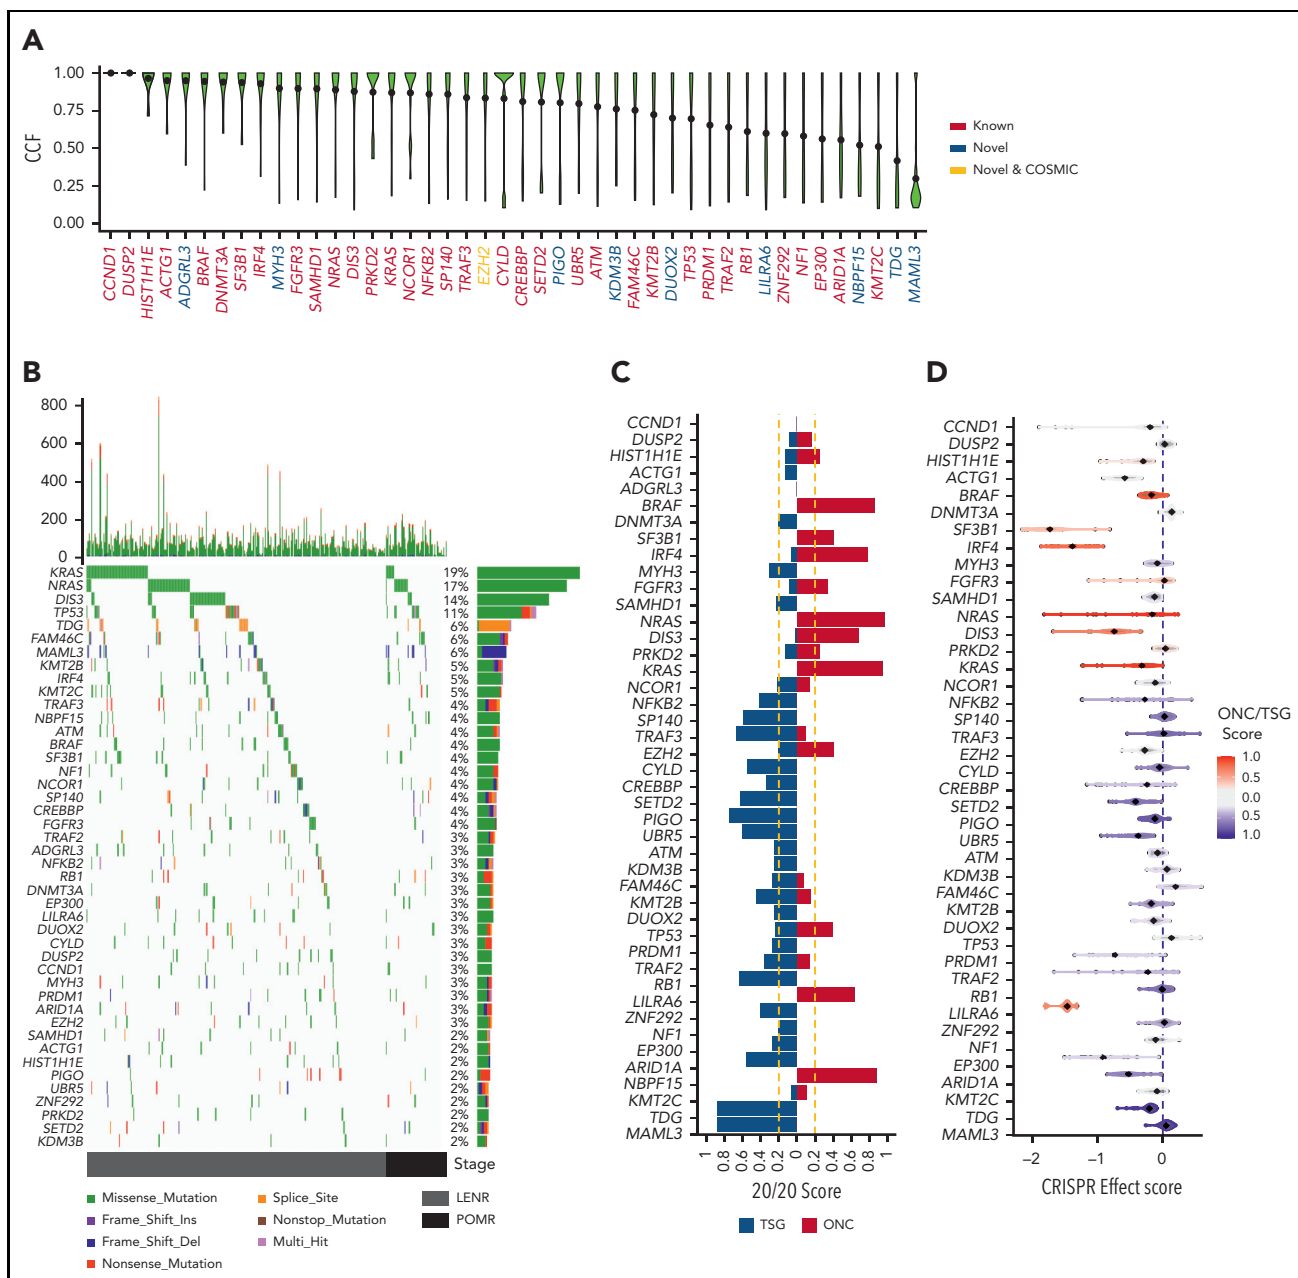 A
1.00
0.75
0.50
0.25
0.00
CCF
CCND1
DUSP2
HIST1H1E
ACTG1
ADGRL3
BRAF
DNMT3A
SF3B1
IRF4
MYH3
FGFR3
SAMHD1
NRAS
DIS3
PRKD2
KRAS
NCOR1
NFKB2
SP140
TRAF3
EZH2
CYLD
CREBBP
SETD2
PIGO
UBR5
ATM
KDM3B
FAM46C
KMT2B
DUOX2
TP53
PRDM1
TRAF2
RB1
LILRA6
ZNF292
NF1
EP300
ARID1A
NBPF15
KMT2C
TDG
MAML3
Known
Novel
Novel & COSMIC
B
800
600
400
200
0
KRAS 19%
NRAS 17%
DIS3 14%
TP53 11%
TDG 6%
FAM46C 6%
MAML3 6%
KMT2B 5%
IRF4 5%
KMT2C 5%
TRAF3 4%
NBPF15 4%
ATM 4%
BRAF 4%
SF3B1 4%
NF1 4%
NCOR1 4%
SP140 4%
CREBBP 4%
FGFR3 4%
TRAF2 3%
ADGRL3 3%
NFKB2 3%
RB1 3%
DNMT3A 3%
EP300 3%
LILRA6 3%
DUOX2 3%
CYLD 3%
DUSP2 3%
CCND1 3%
MYH3 3%
PRDM1 3%
ARID1A 3%
EZH2 3%
SAMHD1 2%
ACTG1 2%
HIST1H1E 2%
PIGO 2%
UBR5 2%
ZNF292 2%
PRKD2 2%
SETD2 2%
KDM3B 2%
Stage
Missense_Mutation
Frame_Shift_Ins
Frame_Shift_Del
Nonsense_Mutation
Splice_Site
Nonstop_Mutation
Multi_Hit
LENR
POMR
C
CCND1
DUSP2
HIST1H1E
ACTG1
ADGRL3
BRAF
DNMT3A
SF3B1
IRF4
MYH3
FGFR3
SAMHD1
NRAS
DIS3
PRKD2
KRAS
NCOR1
NFKB2
SP140
TRAF3
EZH2
CYLD
CREBBP
SETD2
PIGO
UBR5
ATM
KDM3B
FAM46C
KMT2B
DUOX2
TP53
PRDM1
TRAF2
RB1
LILRA6
ZNF292
NF1
EP300
ARID1A
NBPF15
KMT2C
TDG
MAML3
1 0.8 0.6 0.4 0.2 0 0.2 0.4 0.6 0.8 1
20/20 Score
TSG ONC
D
CCND1
DUSP2
HIST1H1E
ACTG1
BRAF
DNMT3A
SF3B1
IRF4
MYH3
FGFR3
SAMHD1
NRAS
DIS3
PRKD2
KRAS
NCOR1
NFKB2
SP140
TRAF3
EZH2
CYLD
CREBBP
SETD2
PIGO
UBR5
ATM
KDM3B
FAM46C
KMT2B
DUOX2
TP53
PRDM1
TRAF2
RB1
LILRA6
ZNF292
NF1
EP300
ARID1A
KMT2C
TDG
MAML3
−2 −1 0
CRISPR Effect score
ONC/TSG
Score
1.0
0.5
0.0
0.5
1.0